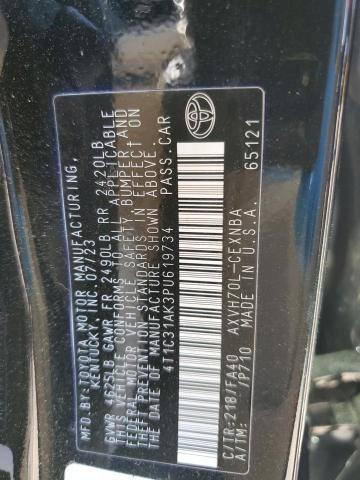 MFD.BY:TOYOTA MOTOR MANUFACTURING,
KENTUCKY, INC. 07/23
GVWR 4625LB GAWR FR 2490LB RR 2420LB
THIS VEHICLE CONFORMS TO ALL APPLICABLE
FEDERAL MOTOR VEHICLE SAFETY, BUMPER, AND
THEFT PREVENTION STANDARDS IN EFFECT ON
THE DATE OF MANUFACTURE SHOWN ABOVE.
4T1C31AK3PU619734 PASS.CAR
C/TR:218/FA40 AXVH70L-CEXNBA
A/TM: -/P710 MADE IN U.S.A.
65121